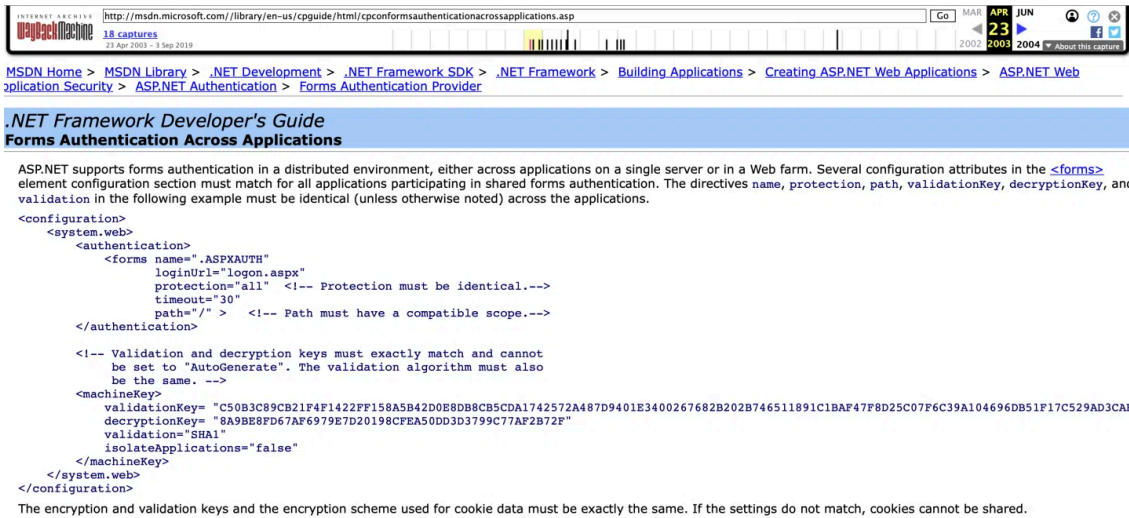 INTERNET ARCHIVE
WayBackMachine
http://msdn.microsoft.com//library/en-us/cpguide/html/cpconformsauthenticationacrossapplications.asp
Go
MAR APR JUN
18 captures
23
23 Apr 2003 - 3 Sep 2019
2002 2003 2004
About this capture
MSDN Home > MSDN Library > .NET Development > .NET Framework SDK > .NET Framework > Building Applications > Creating ASP.NET Web Applications > ASP.NET Web
pplication Security > ASP.NET Authentication > Forms Authentication Provider
.NET Framework Developer's Guide
Forms Authentication Across Applications
ASP.NET supports forms authentication in a distributed environment, either across applications on a single server or in a Web farm. Several configuration attributes in the <forms>
element configuration section must match for all applications participating in shared forms authentication. The directives name, protection, path, validationKey, decryptionKey, and
validation in the following example must be identical (unless otherwise noted) across the applications.
<configuration>
<system.web>
<authentication>
<forms name=".ASPXAUTH"
loginUrl="logon.aspx"
protection="all" <!-- Protection must be identical.-->
timeout="30"
path="/" > <!-- Path must have a compatible scope.-->
</authentication>
<!-- Validation and decryption keys must exactly match and cannot
be set to "AutoGenerate". The validation algorithm must also
be the same. -->
<machineKey>
validationKey= "C50B3C89CB21F4F1422FF158A5B42D0E8DB8CB5CDA1742572A487D9401E3400267682B202B746511891C1BAF47F8D25C07F6C39A104696DB51F17C529AD3CAB
decryptionKey= "8A9BE8FD67AF6979E7D20198CFEA50DD3D3799C77AF2B72F"
validation="SHA1"
isolateApplications="false"
</machineKey>
</system.web>
</configuration>
The encryption and validation keys and the encryption scheme used for cookie data must be exactly the same. If the settings do not match, cookies cannot be shared.